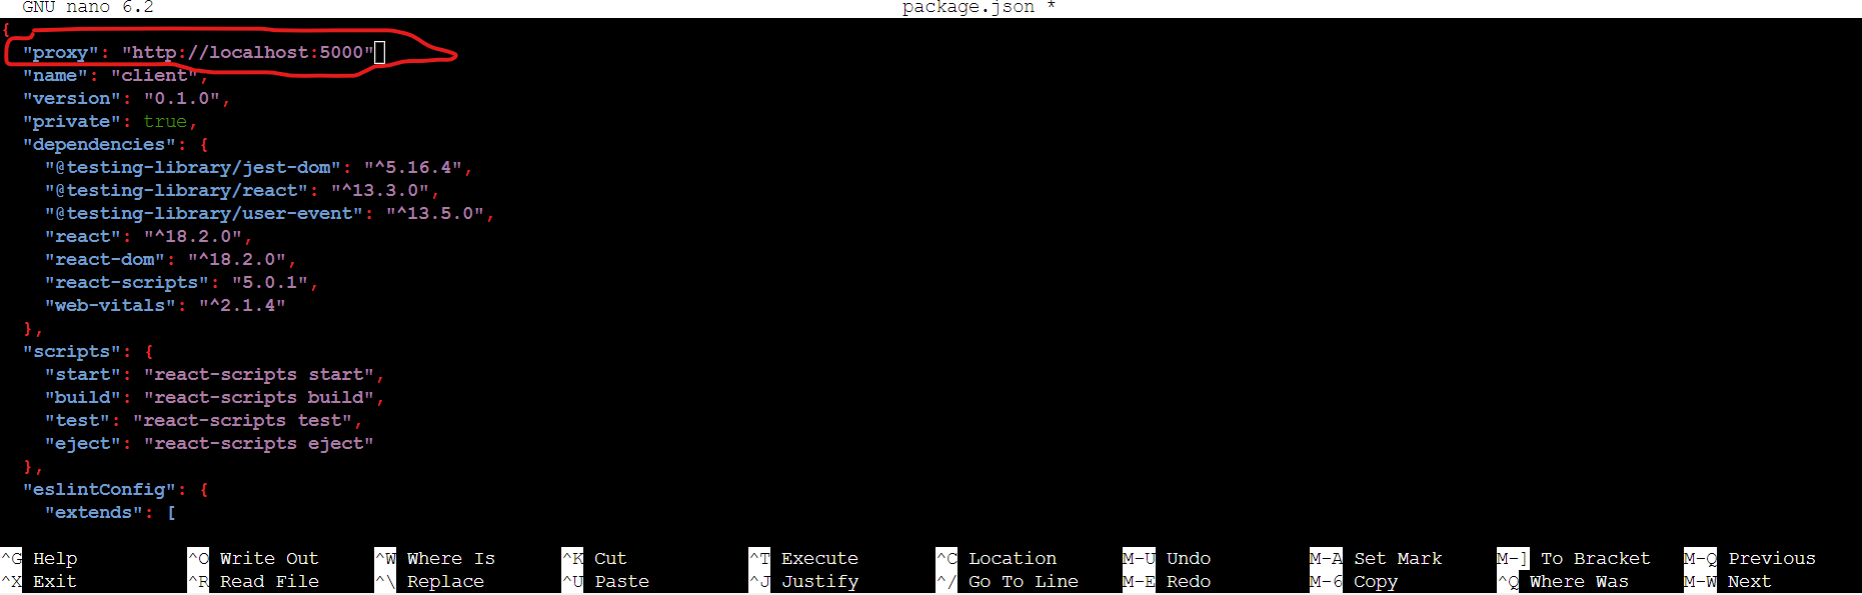 GNU nano 6.2 package.json *
{
"proxy": "http://localhost:5000"
"name": "client",
"version": "0.1.0",
"private": true,
"dependencies": {
"@testing-library/jest-dom": "^5.16.4",
"@testing-library/react": "^13.3.0",
"@testing-library/user-event": "^13.5.0",
"react": "^18.2.0",
"react-dom": "^18.2.0",
"react-scripts": "5.0.1",
"web-vitals": "^2.1.4"
},
"scripts": {
"start": "react-scripts start",
"build": "react-scripts build",
"test": "react-scripts test",
"eject": "react-scripts eject"
},
"eslintConfig": {
"extends": [
^G Help ^O Write Out ^W Where Is ^K Cut ^T Execute ^C Location M-U Undo M-A Set Mark M-] To Bracket M-Q Previous
^X Exit ^R Read File ^\ Replace ^U Paste ^J Justify ^/ Go To Line M-E Redo M-6 Copy ^Q Where Was M-W Next